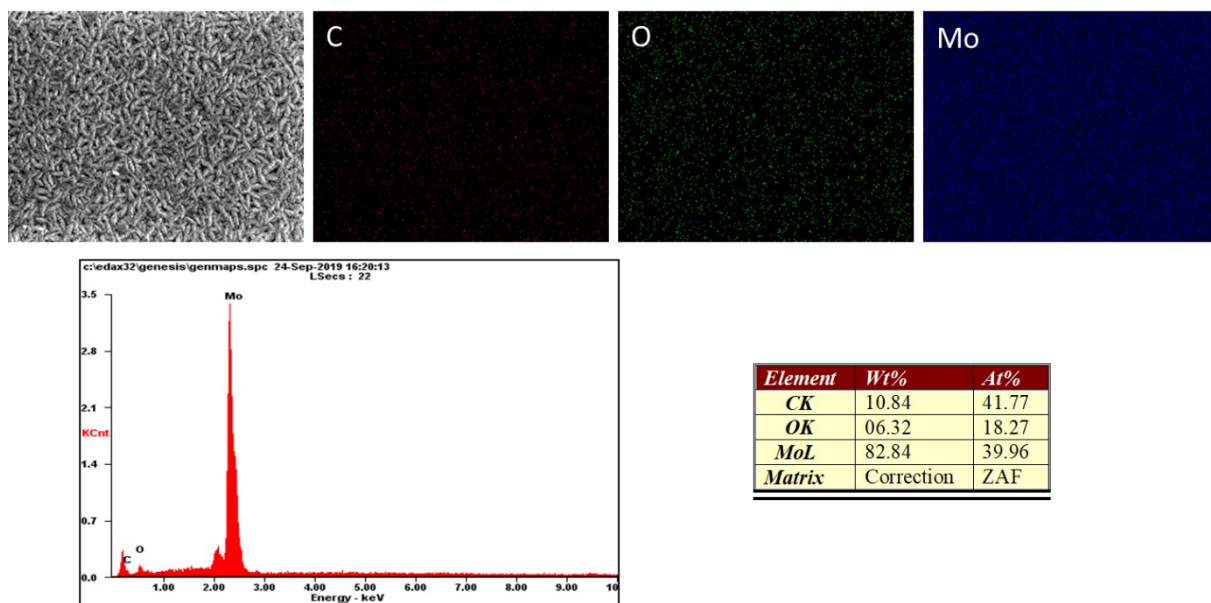 C
O
Mo
c:\edax32\genesis\genmaps.spc 24-Sep-2019 16:20:13
LSecs : 22
Mo
3.5
2.8
2.1
KCnt
1.4
0.7
O
C
0.0
1.00 2.00 3.00 4.00 5.00 6.00 7.00 8.00 9.00 10
Energy - keV
Element Wt% At%
CK 10.84 41.77
OK 06.32 18.27
MoL 82.84 39.96
Matrix Correction ZAF